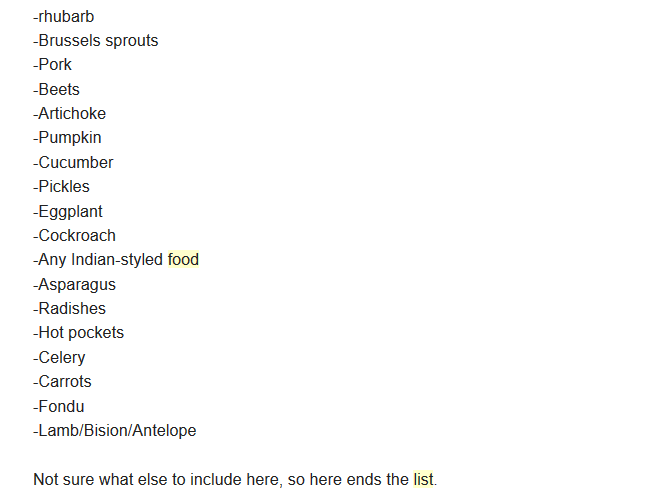 -rhubarb
-Brussels sprouts
-Pork
-Beets
-Artichoke
-Pumpkin
-Cucumber
-Pickles
-Eggplant
-Cockroach
-Any Indian-styled food
-Asparagus
-Radishes
-Hot pockets
-Celery
-Carrots
-Fondu
-Lamb/Bision/Antelope
Not sure what else to include here, so here ends the list.